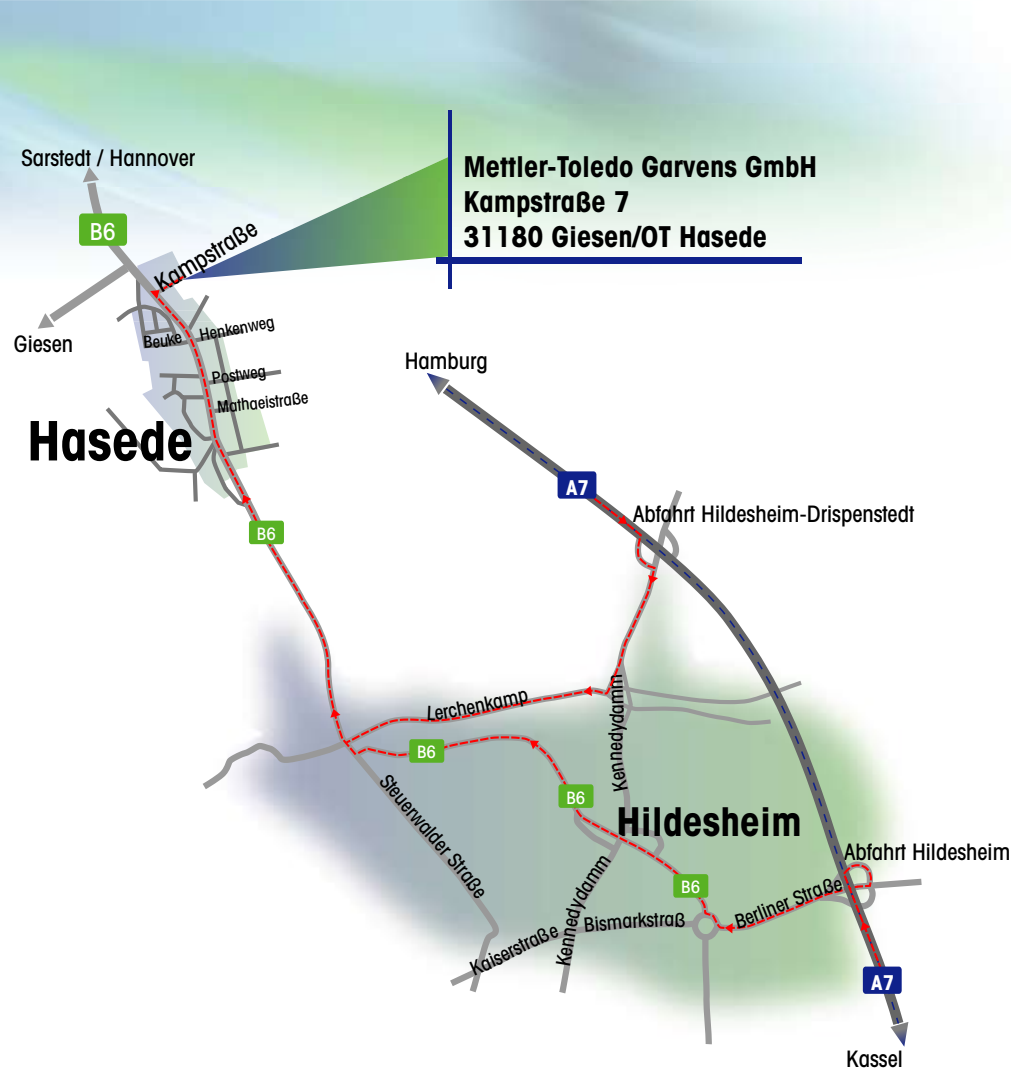 Sarstedt / Hannover
Mettler-Toledo Garvens GmbH
Kampstraße 7
31180 Giesen/OT Hasede
B6
Kampstraße
Giesen
Beuke
Henkenweg
Postweg
Mathaeistraße
Hamburg
Hasede
A7
Abfahrt Hildesheim-Drispenstedt
B6
Lerchenkamp
Kennedydamm
B6
B6
Steuerwalder Straße
Hildesheim
Abfahrt Hildesheim
B6
Berliner Straße
Kennedydamm
Bismarkstraß
Kaiserstraße
A7
Kassel